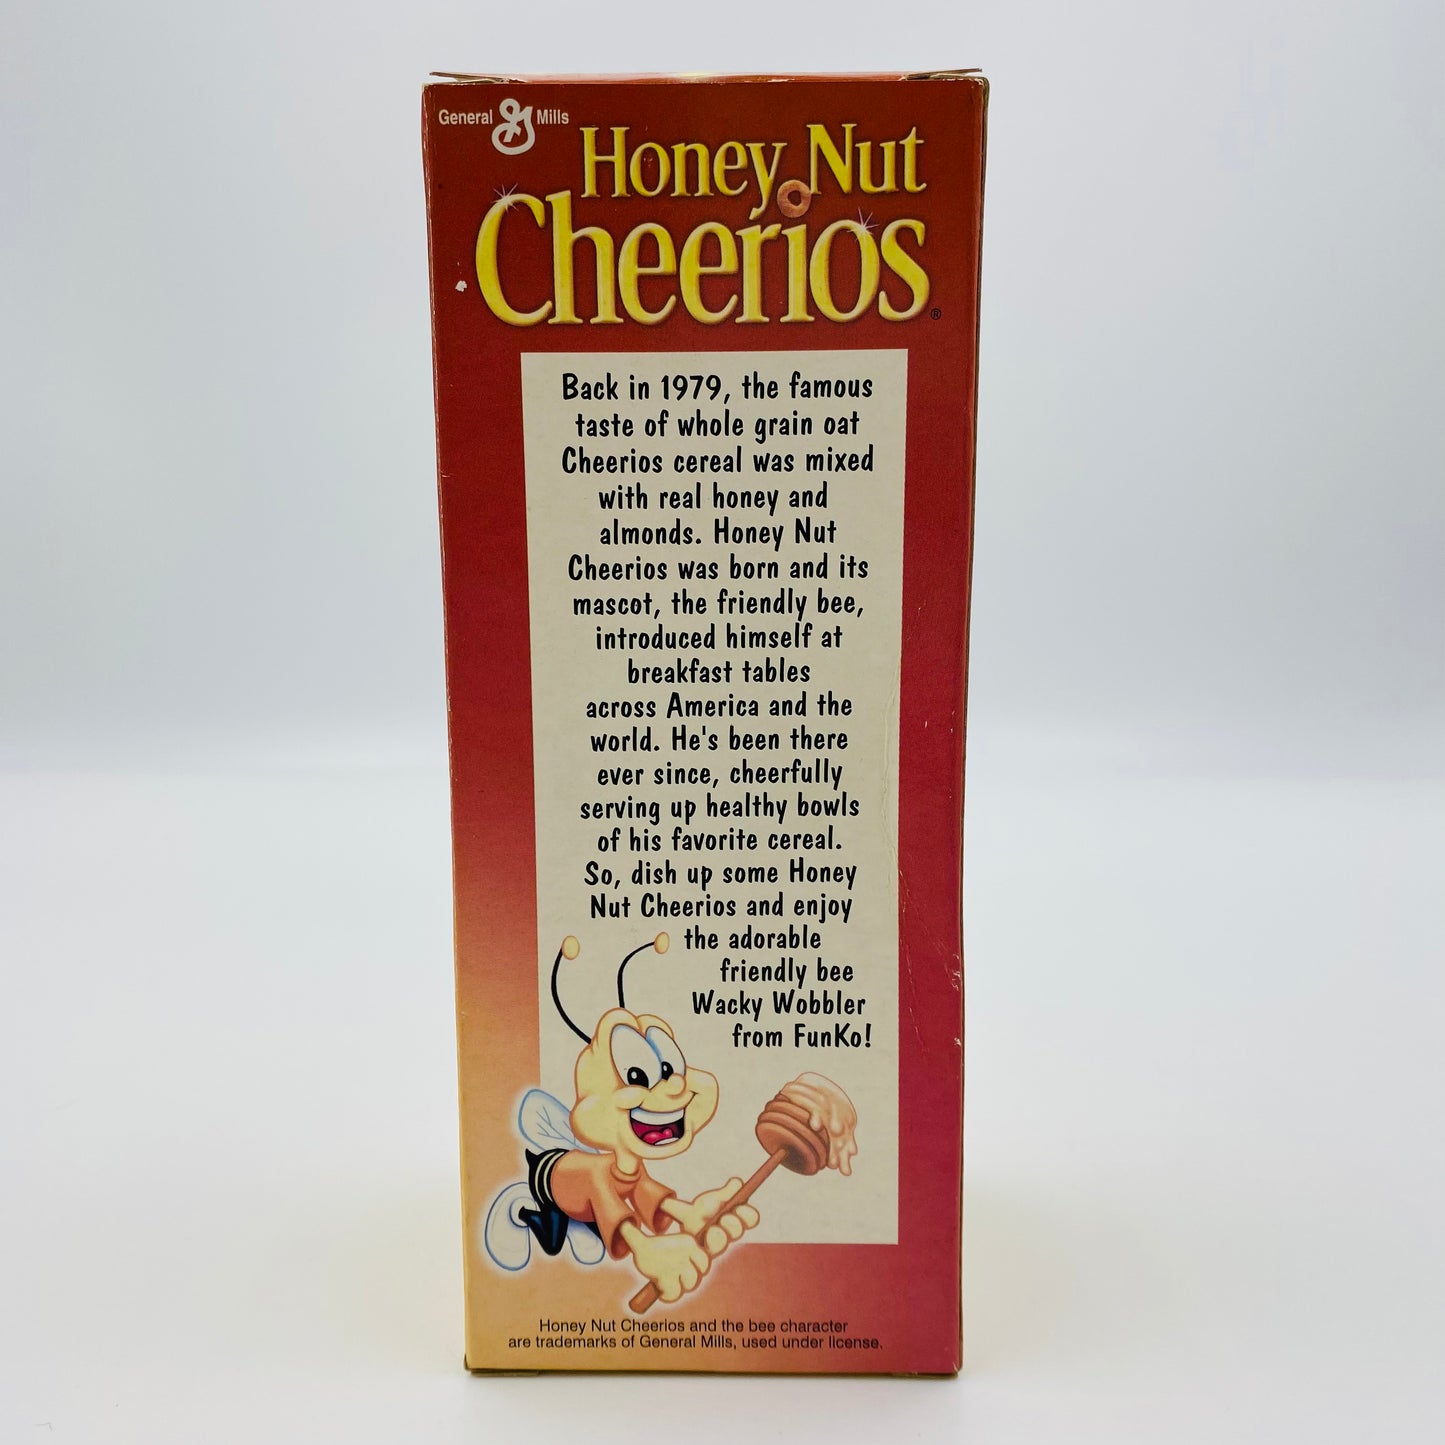 General Mills
Honey Nut
Cheerios®
Back in 1979, the famous
taste of whole grain oat
Cheerios cereal was mixed
with real honey and
almonds. Honey Nut
Cheerios was born and its
mascot, the friendly bee,
introduced himself at
breakfast tables
across America and the
world. He's been there
ever since, cheerfully
serving up healthy bowls
of his favorite cereal.
So, dish up some Honey
Nut Cheerios and enjoy
the adorable
friendly bee
Wacky Wobbler
from FunKo!
Honey Nut Cheerios and the bee character
are trademarks of General Mills, used under license.